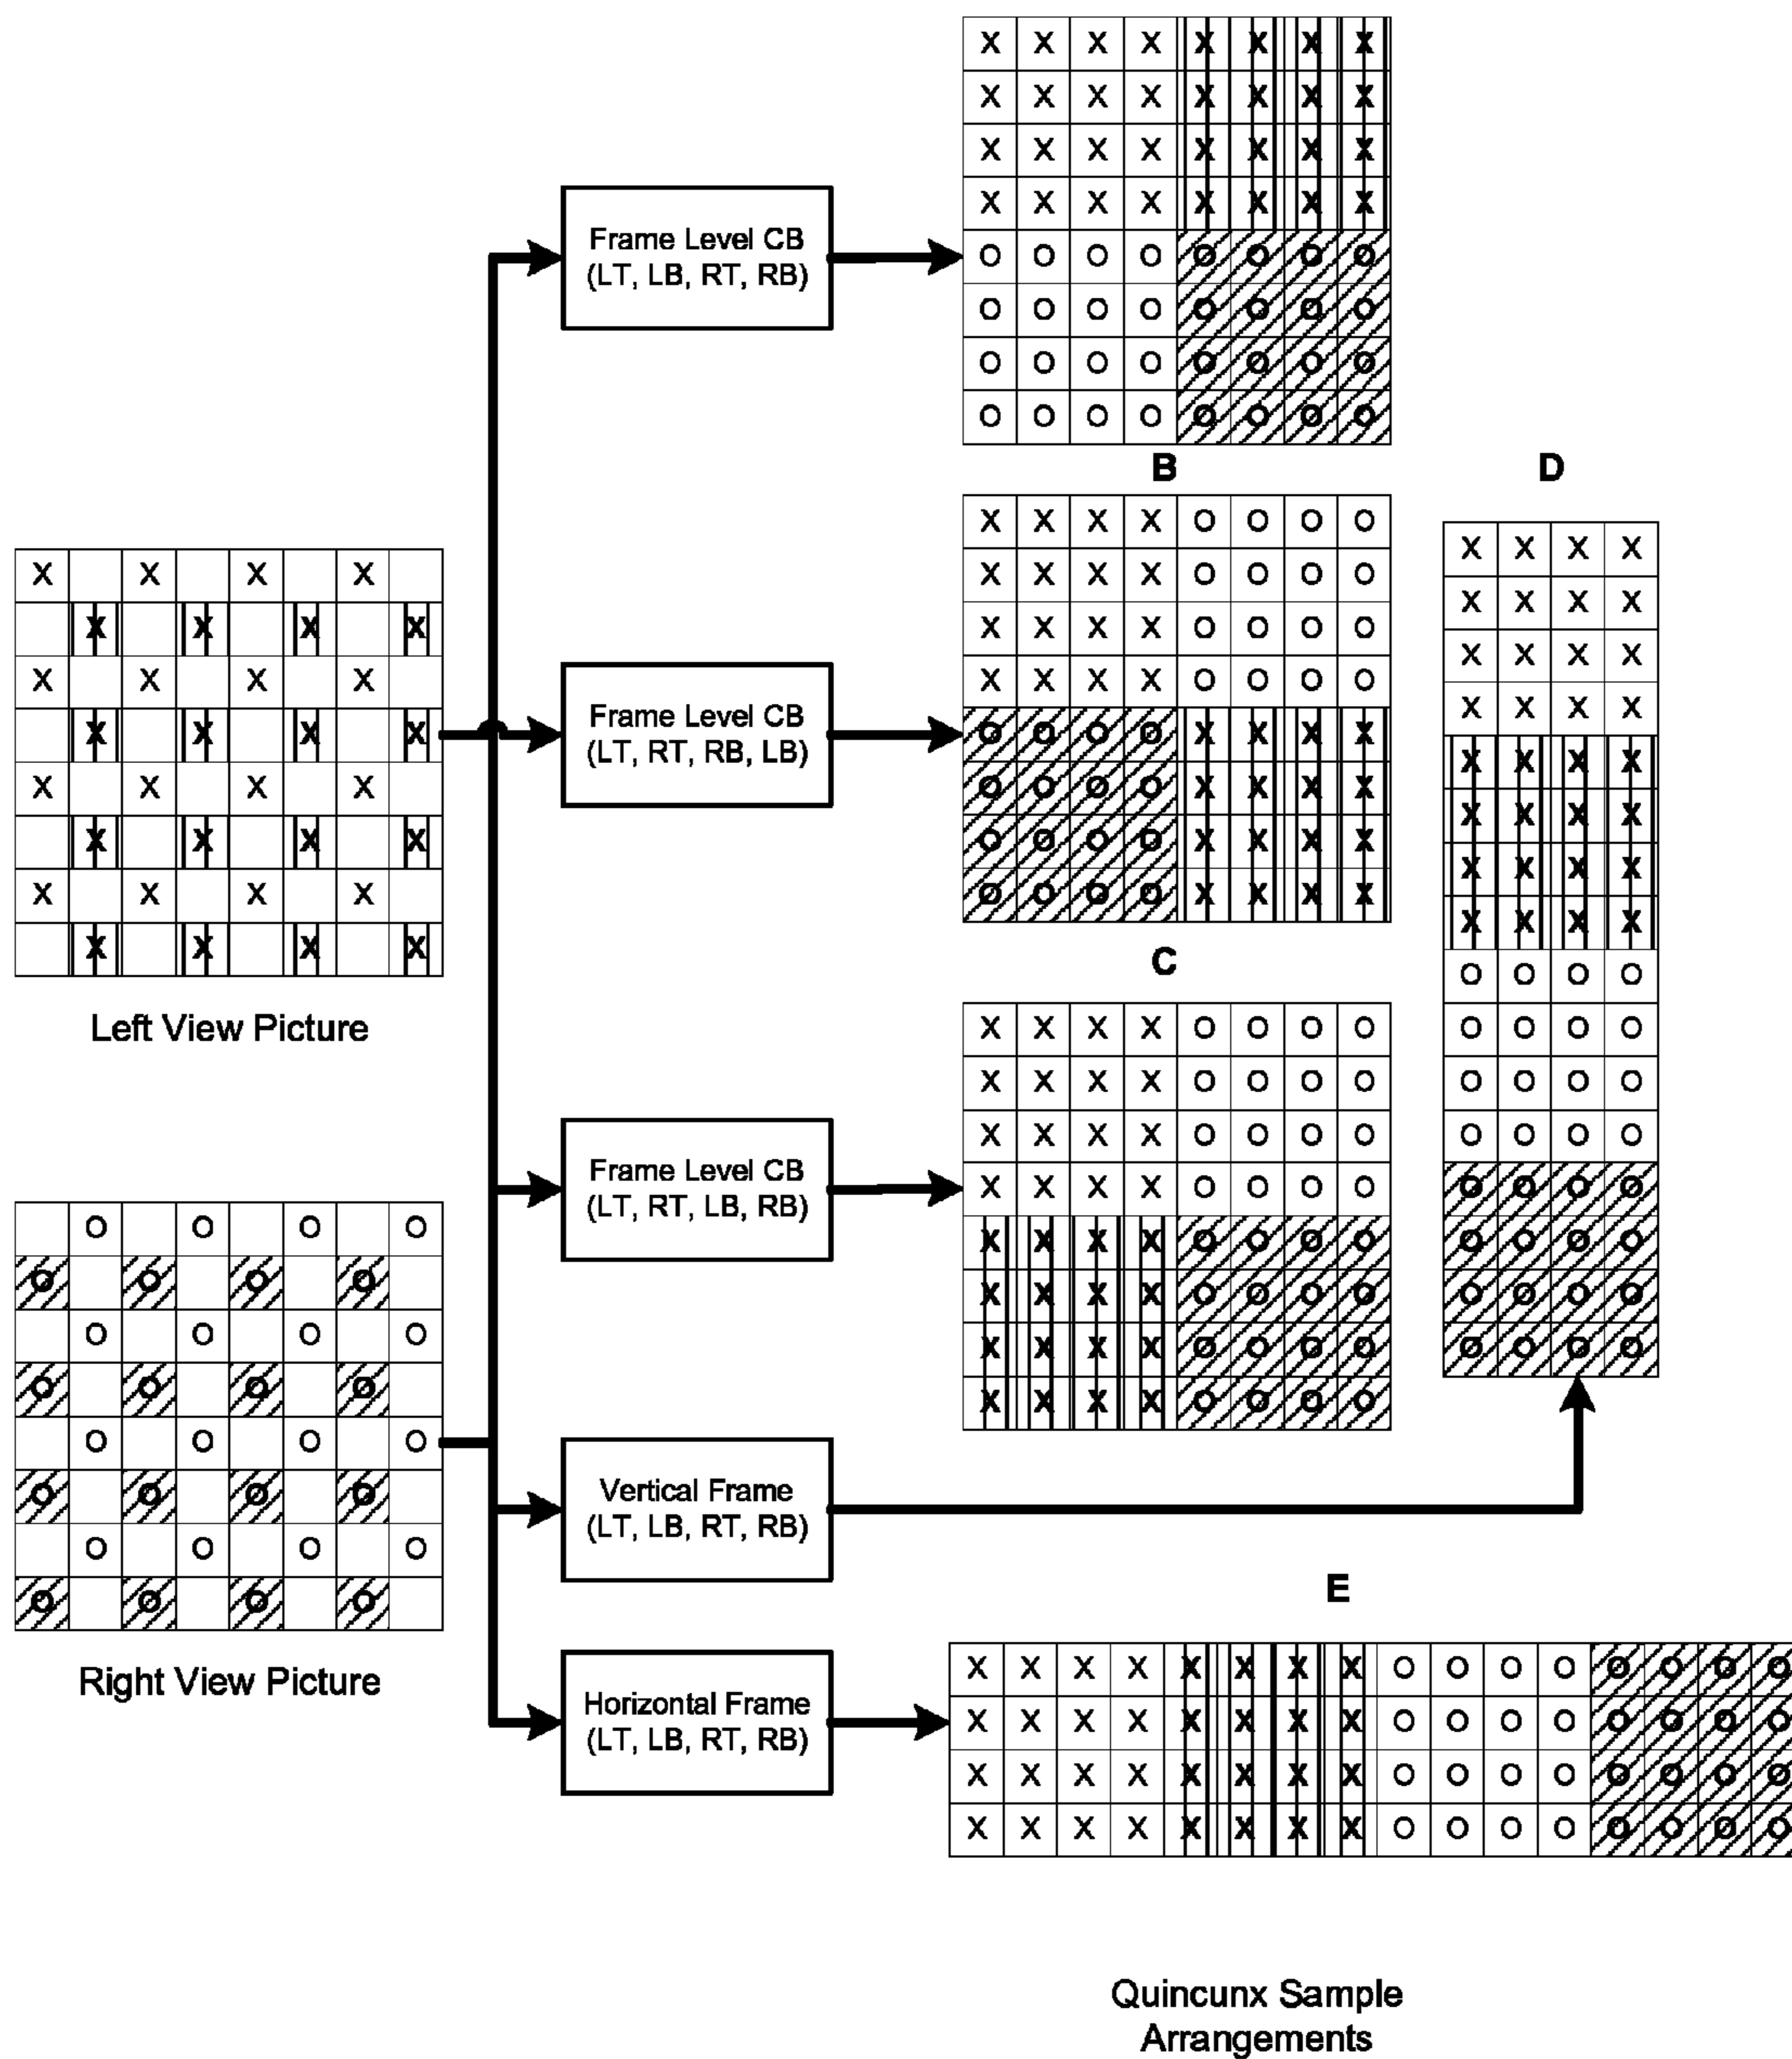 Frame Level CB
(LT, LB, RT, RB)
B
D
Frame Level CB
(LT, RT, RB, LB)
C
Left View Picture
Frame Level CB
(LT, RT, LB, RB)
Vertical Frame
(LT, LB, RT, RB)
E
Right View Picture
Horizontal Frame
(LT, LB, RT, RB)
Quincunx Sample
Arrangements